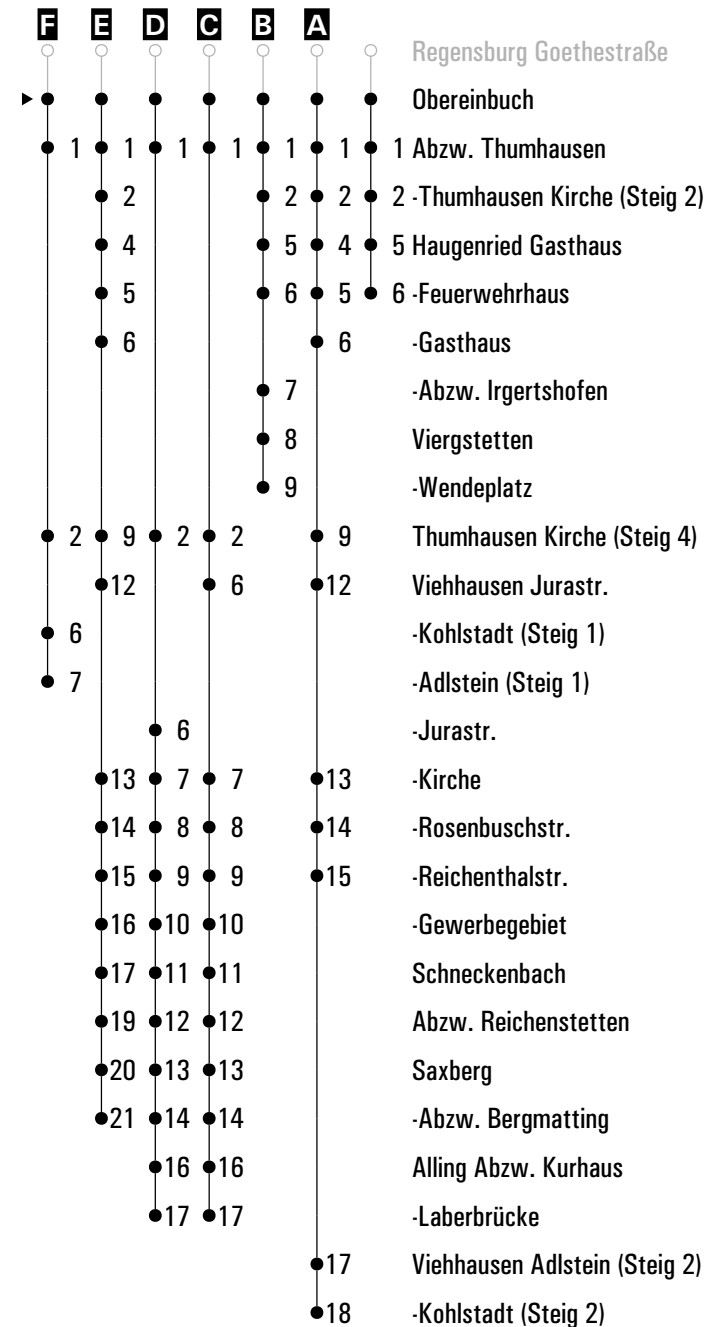 F E D C B A
Regensburg Goethestraße
Obereinbuch
1 1 1 1 1 1 1 Abzw. Thumhausen
2 2 2 2 -Thumhausen Kirche (Steig 2)
4 5 4 5 Haugenried Gasthaus
5 6 5 6 -Feuerwehrhaus
6 6 -Gasthaus
7 -Abzw. Irgertshofen
8 Viergstetten
9 -Wendeplatz
2 9 2 2 9 Thumhausen Kirche (Steig 4)
12 6 12 Viehhausen Jurastr.
6 -Kohlstadt (Steig 1)
7 -Adlstein (Steig 1)
6 -Jurastr.
13 7 7 13 -Kirche
14 8 8 14 -Rosenbuschstr.
15 9 9 15 -Reichenthalstr.
16 10 10 -Gewerbegebiet
17 11 11 Schneckenbach
19 12 12 Abzw. Reichenstetten
20 13 13 Saxberg
21 14 14 -Abzw. Bergmatting
16 16 Alling Abzw. Kurhaus
17 17 -Laberbrücke
17 Viehhausen Adlstein (Steig 2)
18 -Kohlstadt (Steig 2)